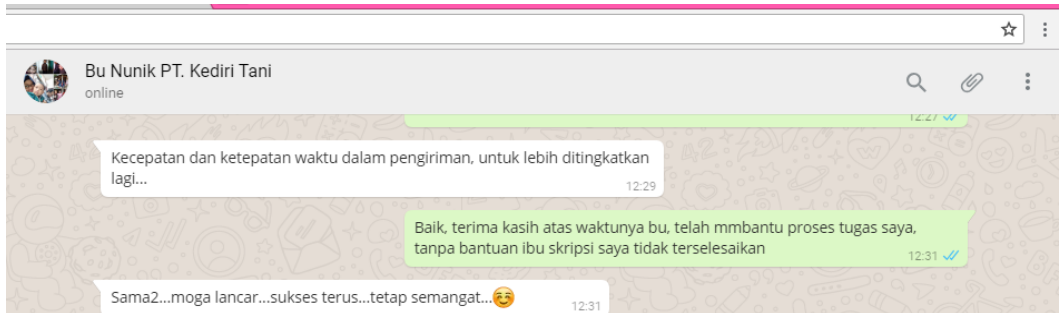 Bu Nunik PT. Kediri Tani
online
12:27
Kecepatan dan ketepatan waktu dalam pengiriman, untuk lebih ditingkatkan
lagi...
12:29
Baik, terima kasih atas waktunya bu, telah mmbantu proses tugas saya,
tanpa bantuan ibu skripsi saya tidak terselesaikan
12:31
Sama2...moga lancar...sukses terus...tetap semangat...😊
12:31